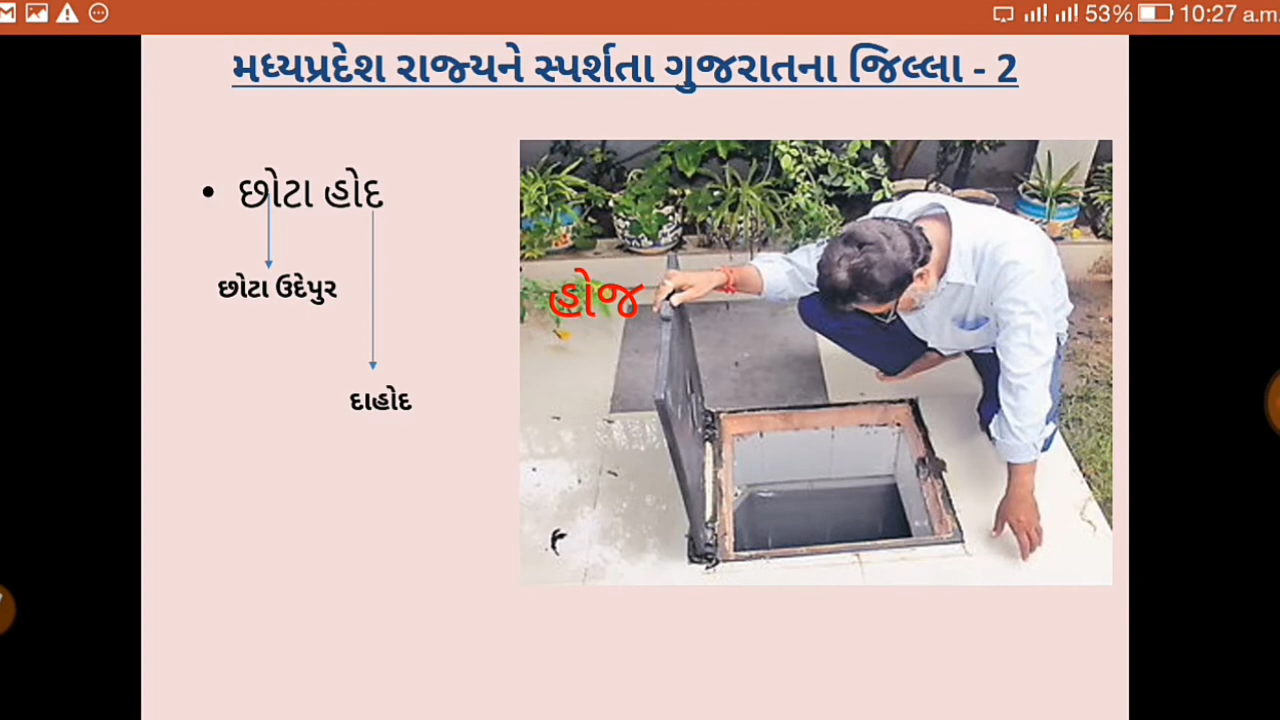 53% 10:27 a.m.
મધ્યપ્રદેશ રાજ્યને સ્પર્શતા ગુજરાતના જિલ્લા - 2
• છોટા હોદ
છોટા ઉદેપુર
દાહોદ
હોજ